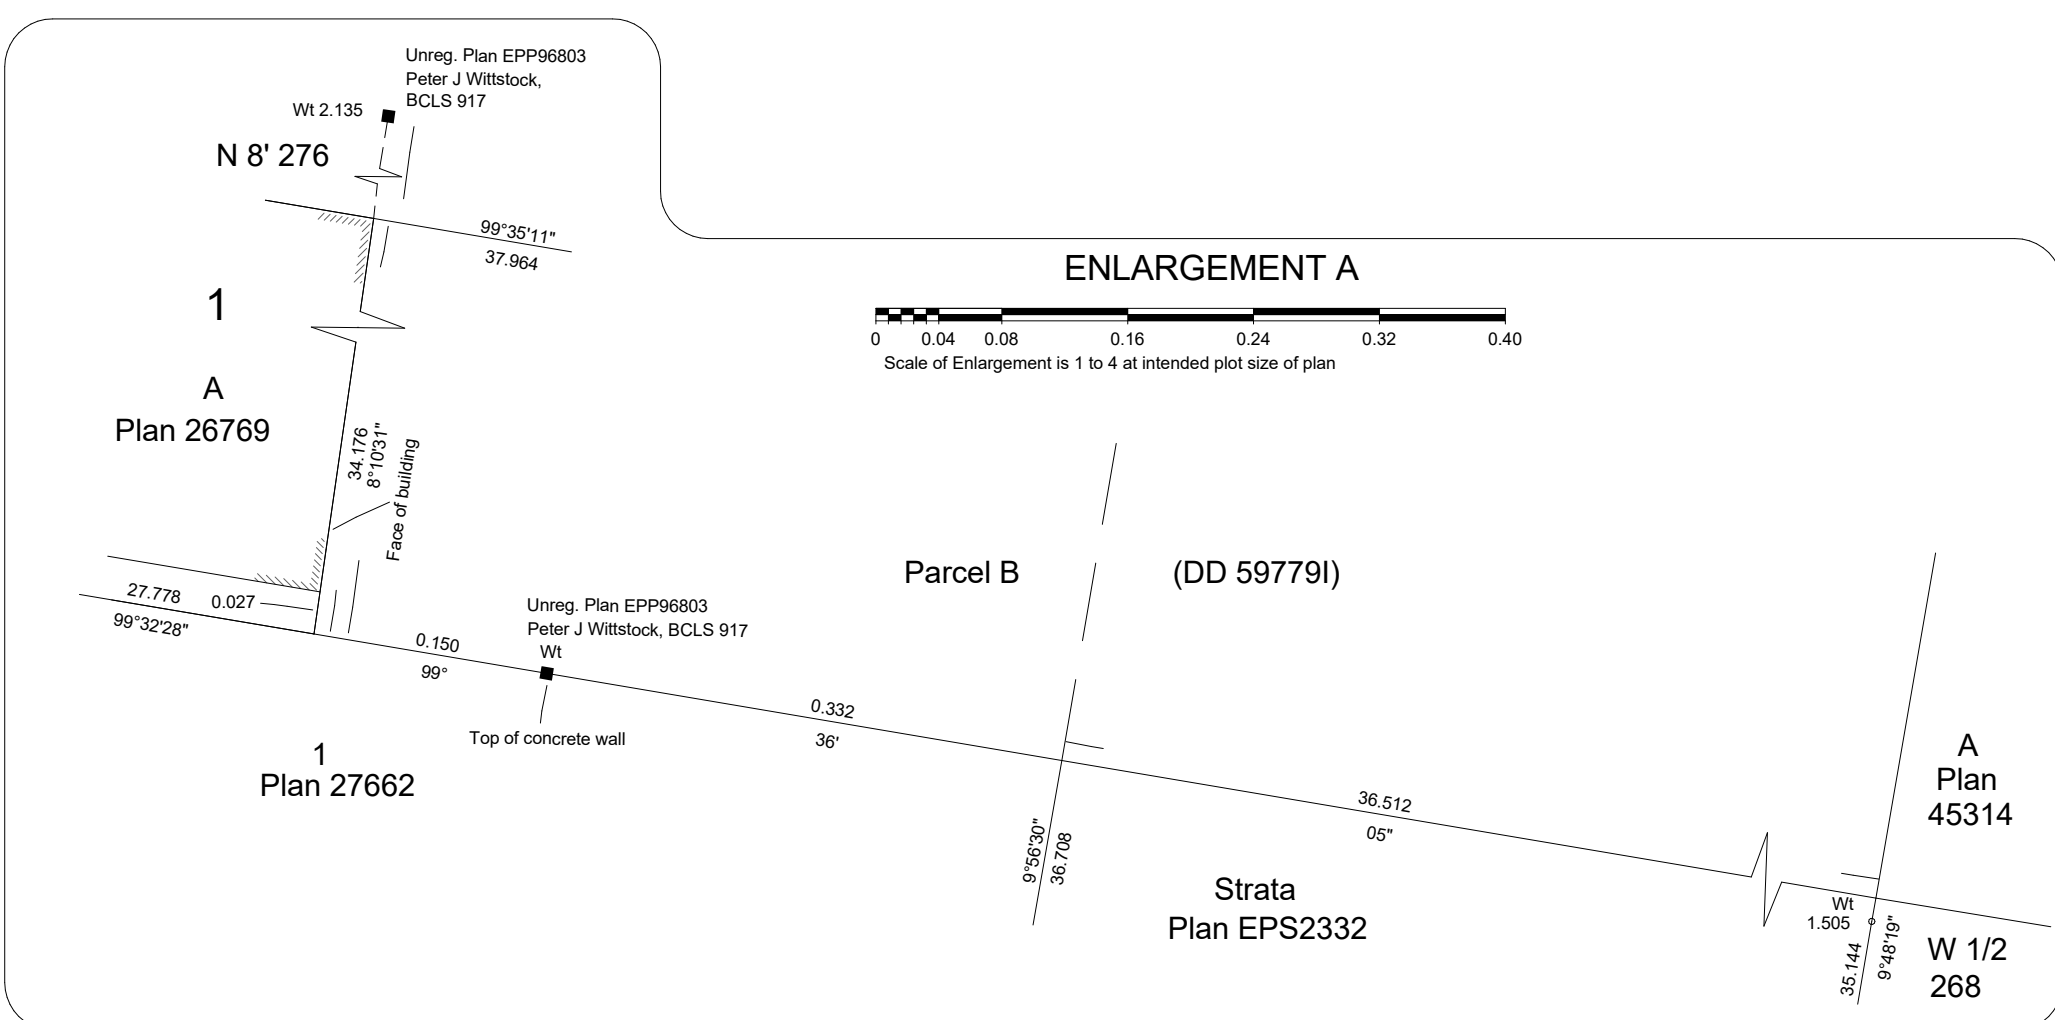 Unreg. Plan EPP96803
Peter J Wittstock,
BCLS 917
Wt 2.135
N 8' 276
99°35'11"
37.964
ENLARGEMENT A
0 0.04 0.08 0.16 0.24 0.32 0.40
Scale of Enlargement is 1 to 4 at intended plot size of plan
1
A
Plan 26769
34.176
8°10'31"
Face of building
Parcel B (DD 59779I)
27.778
0.027
99°32'28"
Unreg. Plan EPP96803
Peter J Wittstock, BCLS 917
Wt
0.150
99°
Top of concrete wall
0.332
36'
1
Plan 27662
9°56'30"
36.708
36.512
05"
Strata
Plan EPS2332
A
Plan
45314
Wt
1.505
35.144
9°48'19"
W 1/2
268